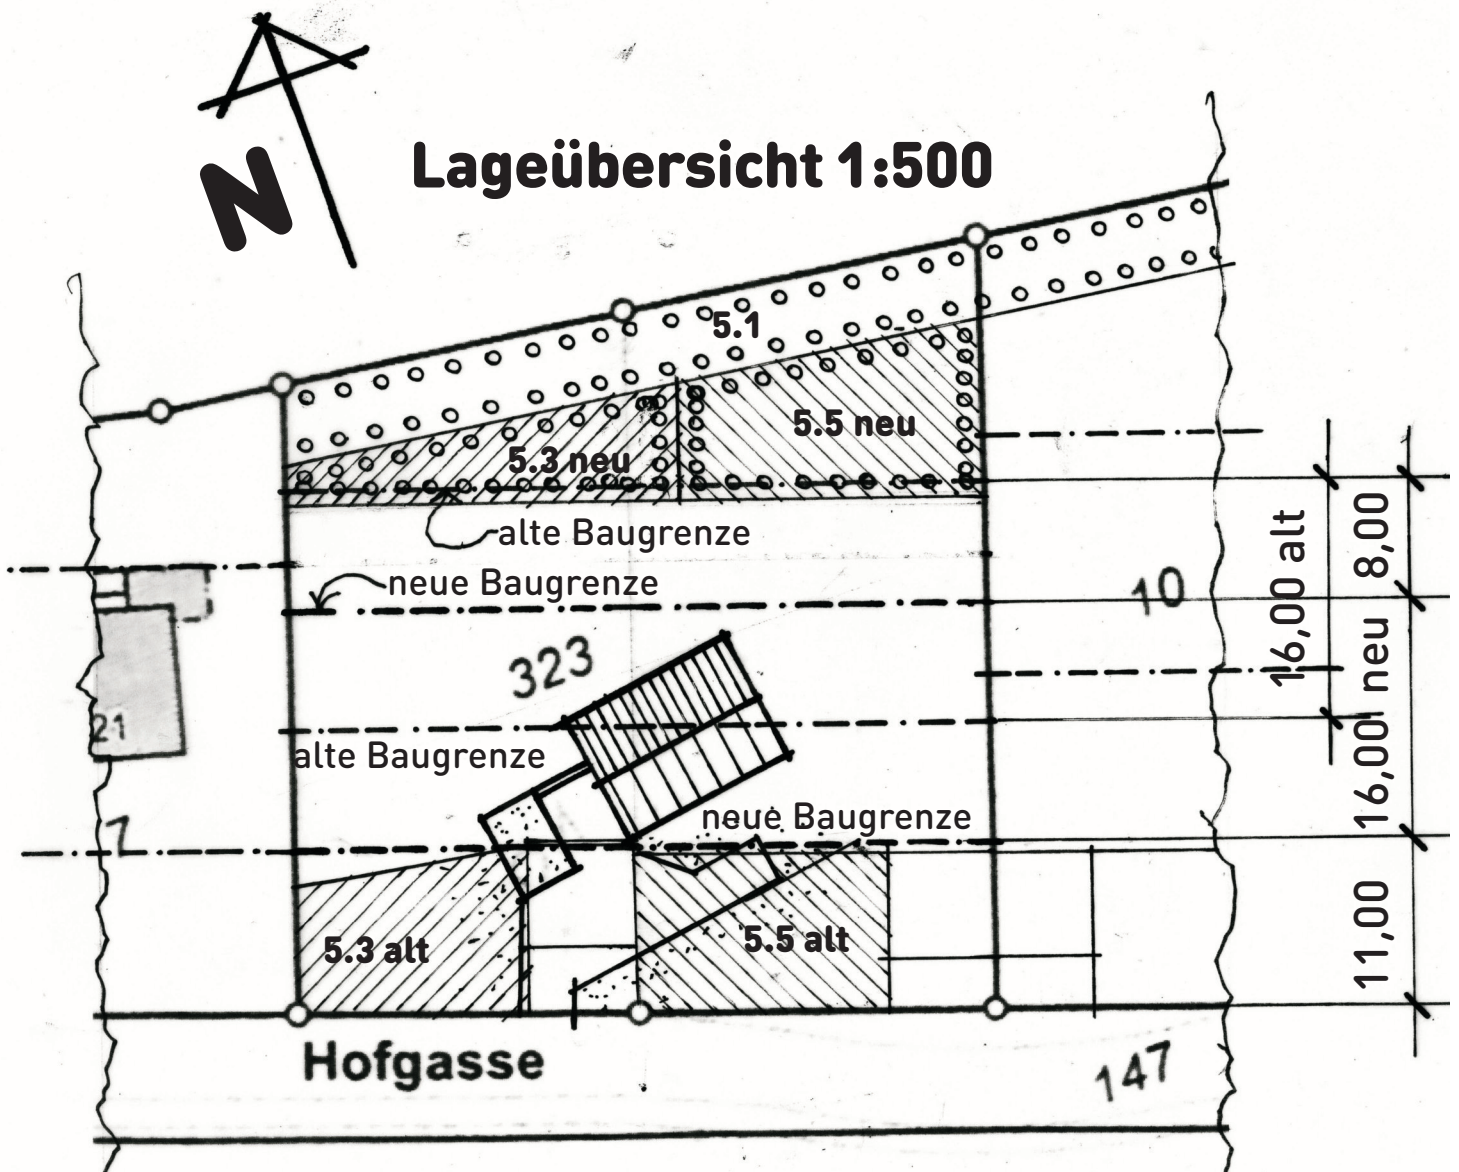 N
Lageübersicht 1:500
5.1
5.5 neu
5.3 neu
alte Baugrenze
neue Baugrenze
10
16,00 alt
8,00
323
21
alte Baugrenze
16,00 neu
neue Baugrenze
7
5.3 alt
5.5 alt
11,00
Hofgasse
147